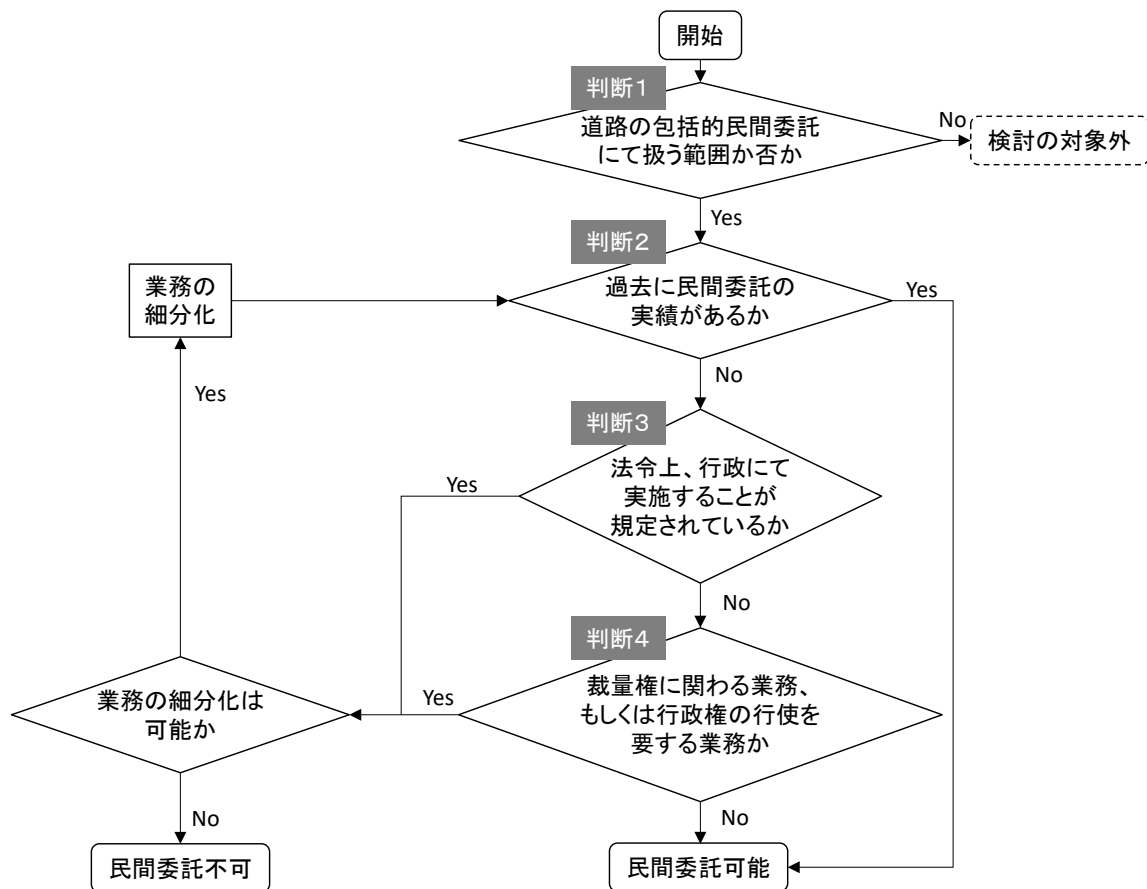 開始
判断1
道路の包括的民間委託
にて扱う範囲か否か
No
検討の対象外
Yes
判断2
過去に民間委託の
実績があるか
Yes
業務の
細分化
No
Yes
判断3
法令上、行政にて
実施することが
規定されているか
Yes
No
判断4
裁量権に関わる業務、
もしくは行政権の行使を
要する業務か
Yes
業務の細分化は
可能か
No
No
民間委託不可
民間委託可能